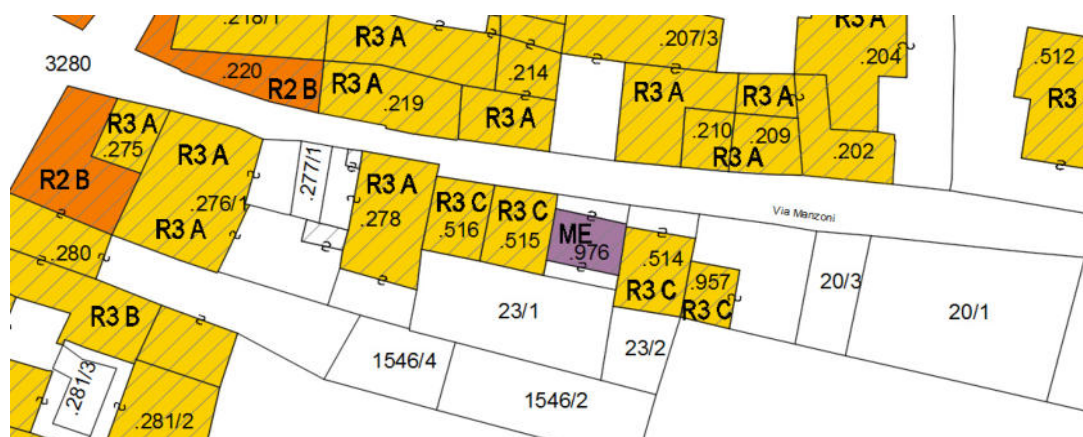 .218/1
R3 A
.207/3
R3 A
.204
.512
3280
.220
R2 B
R3 A
.219
.214
R3 A
R3 A
R3 A
R3
.210
.209
R3 A
.202
R3 A
.275
R3 A
R2 B
.276/1
R3 A
.277/1
R3 A
.278
R3 C
.516
R3 C
.515
ME
.976
Via Manzoni
.514
R3 C
.957
R3 C
20/3
20/1
.280
R3 B
23/1
23/2
1546/4
1546/2
.281/3
.281/2